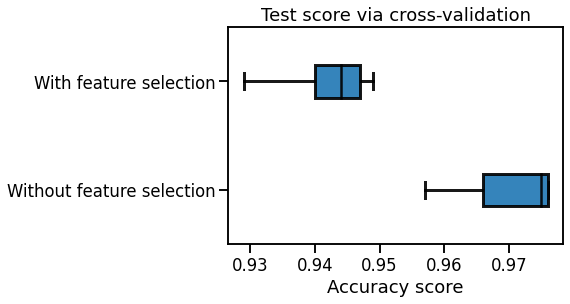 Test score via cross-validation
With feature selection
Without feature selection
0.93 0.94 0.95 0.96 0.97
Accuracy score